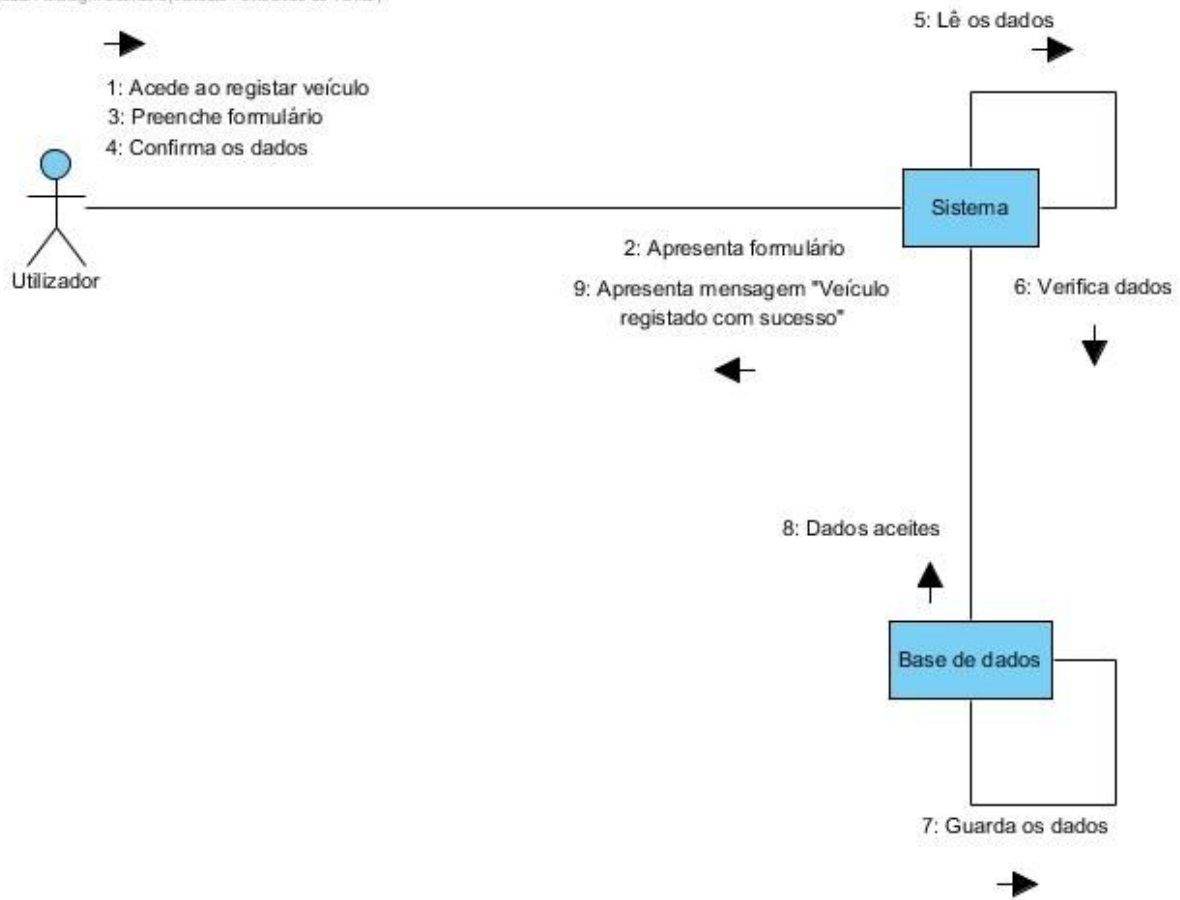 5: Lê os dados
1: Acede ao registar veículo
3: Preenche formulário
4: Confirma os dados
Sistema
Utilizador
2: Apresenta formulário
9: Apresenta mensagem "Veículo
registado com sucesso"
6: Verifica dados
8: Dados aceites
Base de dados
7: Guarda os dados